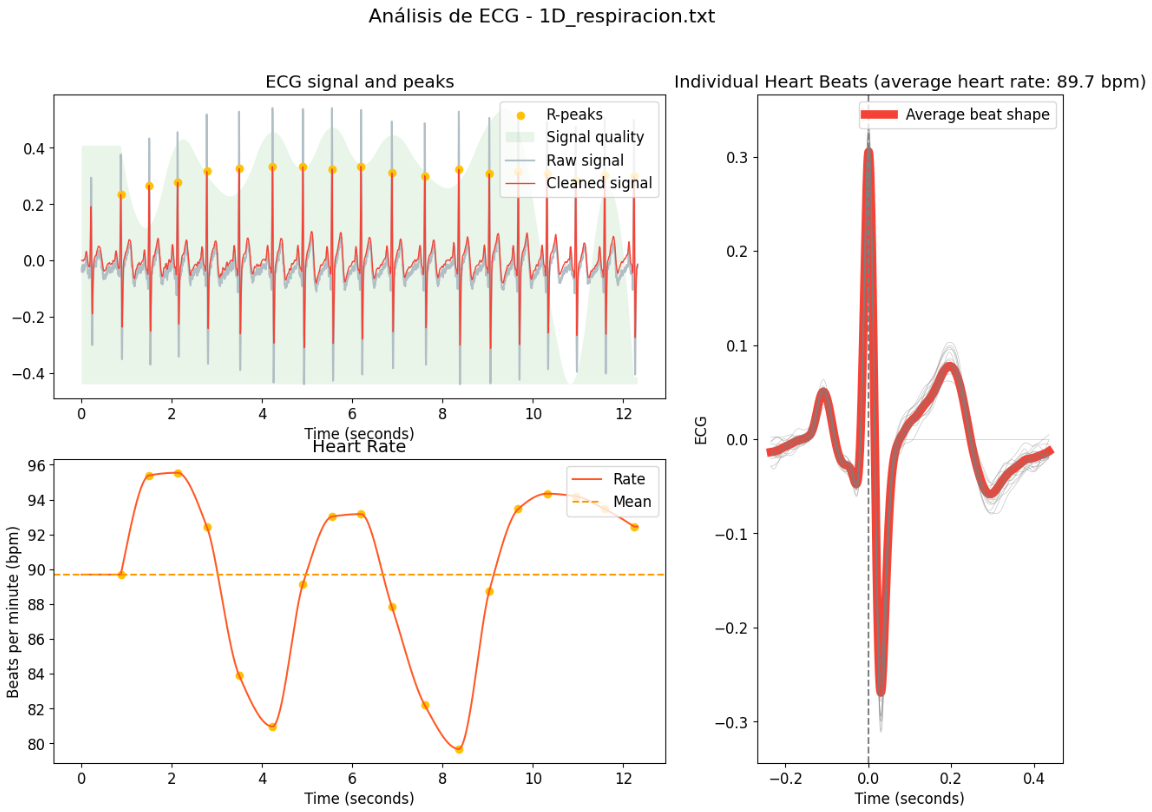 Análisis de ECG - 1D_respiracion.txt
ECG signal and peaks
R-peaks
Signal quality
Raw signal
Cleaned signal
0.4
0.2
0.0
−0.2
−0.4
0 2 4 6 8 10 12
Time (seconds)
Heart Rate
Rate
Mean
Beats per minute (bpm)
96
94
92
90
88
86
84
82
80
0 2 4 6 8 10 12
Time (seconds)
Individual Heart Beats (average heart rate: 89.7 bpm)
Average beat shape
ECG
0.3
0.2
0.1
0.0
−0.1
−0.2
−0.3
−0.2 0.0 0.2 0.4
Time (seconds)